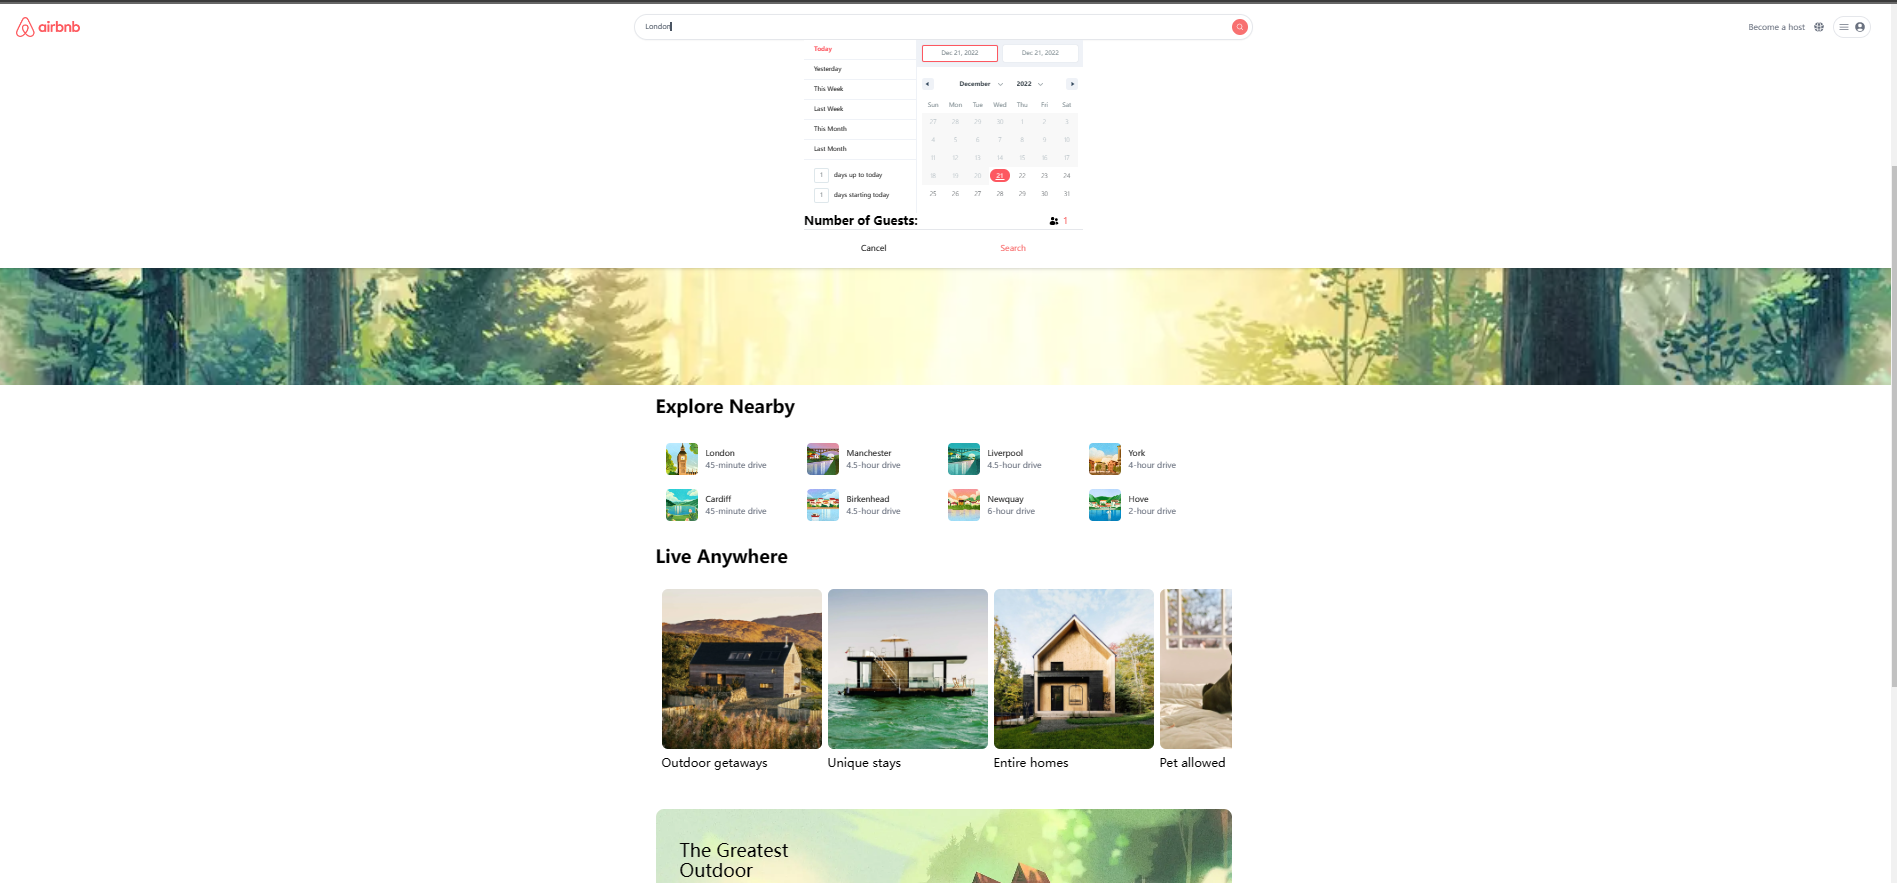 airbnb
London
Become a host
Today
Yesterday
This Week
Last Week
This Month
Last Month
1 days up to today
1 days starting today
Dec 21, 2022 Dec 21, 2022
December 2022
Sun Mon Tue Wed Thu Fri Sat
27 28 29 30 1 2 3
4 5 6 7 8 9 10
11 12 13 14 15 16 17
18 19 20 21 22 23 24
25 26 27 28 29 30 31
Number of Guests: 1
Cancel Search
Explore Nearby
London
45-minute drive
Manchester
4.5-hour drive
Liverpool
4.5-hour drive
York
4-hour drive
Cardiff
45-minute drive
Birkenhead
4.5-hour drive
Newquay
6-hour drive
Hove
2-hour drive
Live Anywhere
Outdoor getaways
Unique stays
Entire homes
Pet allowed
The Greatest
Outdoor